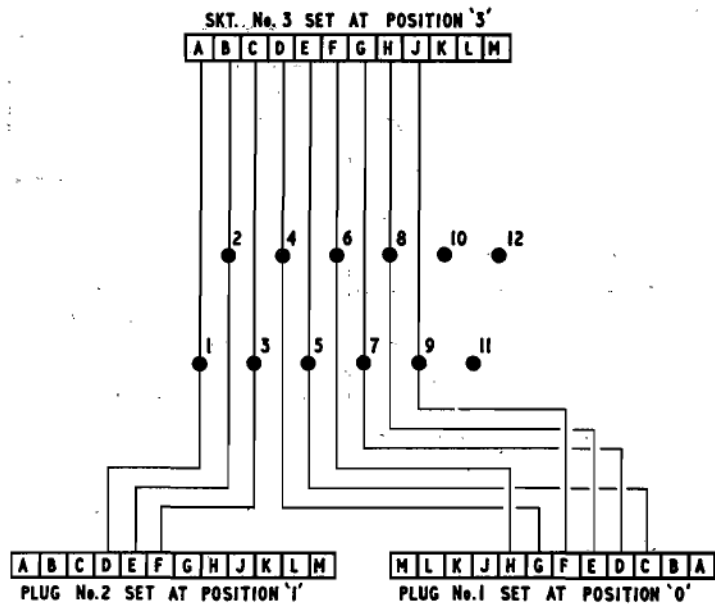 SKT. No. 3 SET AT POSITION '3'
A B C D E F G H J K L M
2 4 6 8 10 12
1 3 5 7 9 11
A B C D E F G H J K L M
M L K J H G F E D C B A
PLUG No.2 SET AT POSITION '1'
PLUG No.1 SET AT POSITION '0'